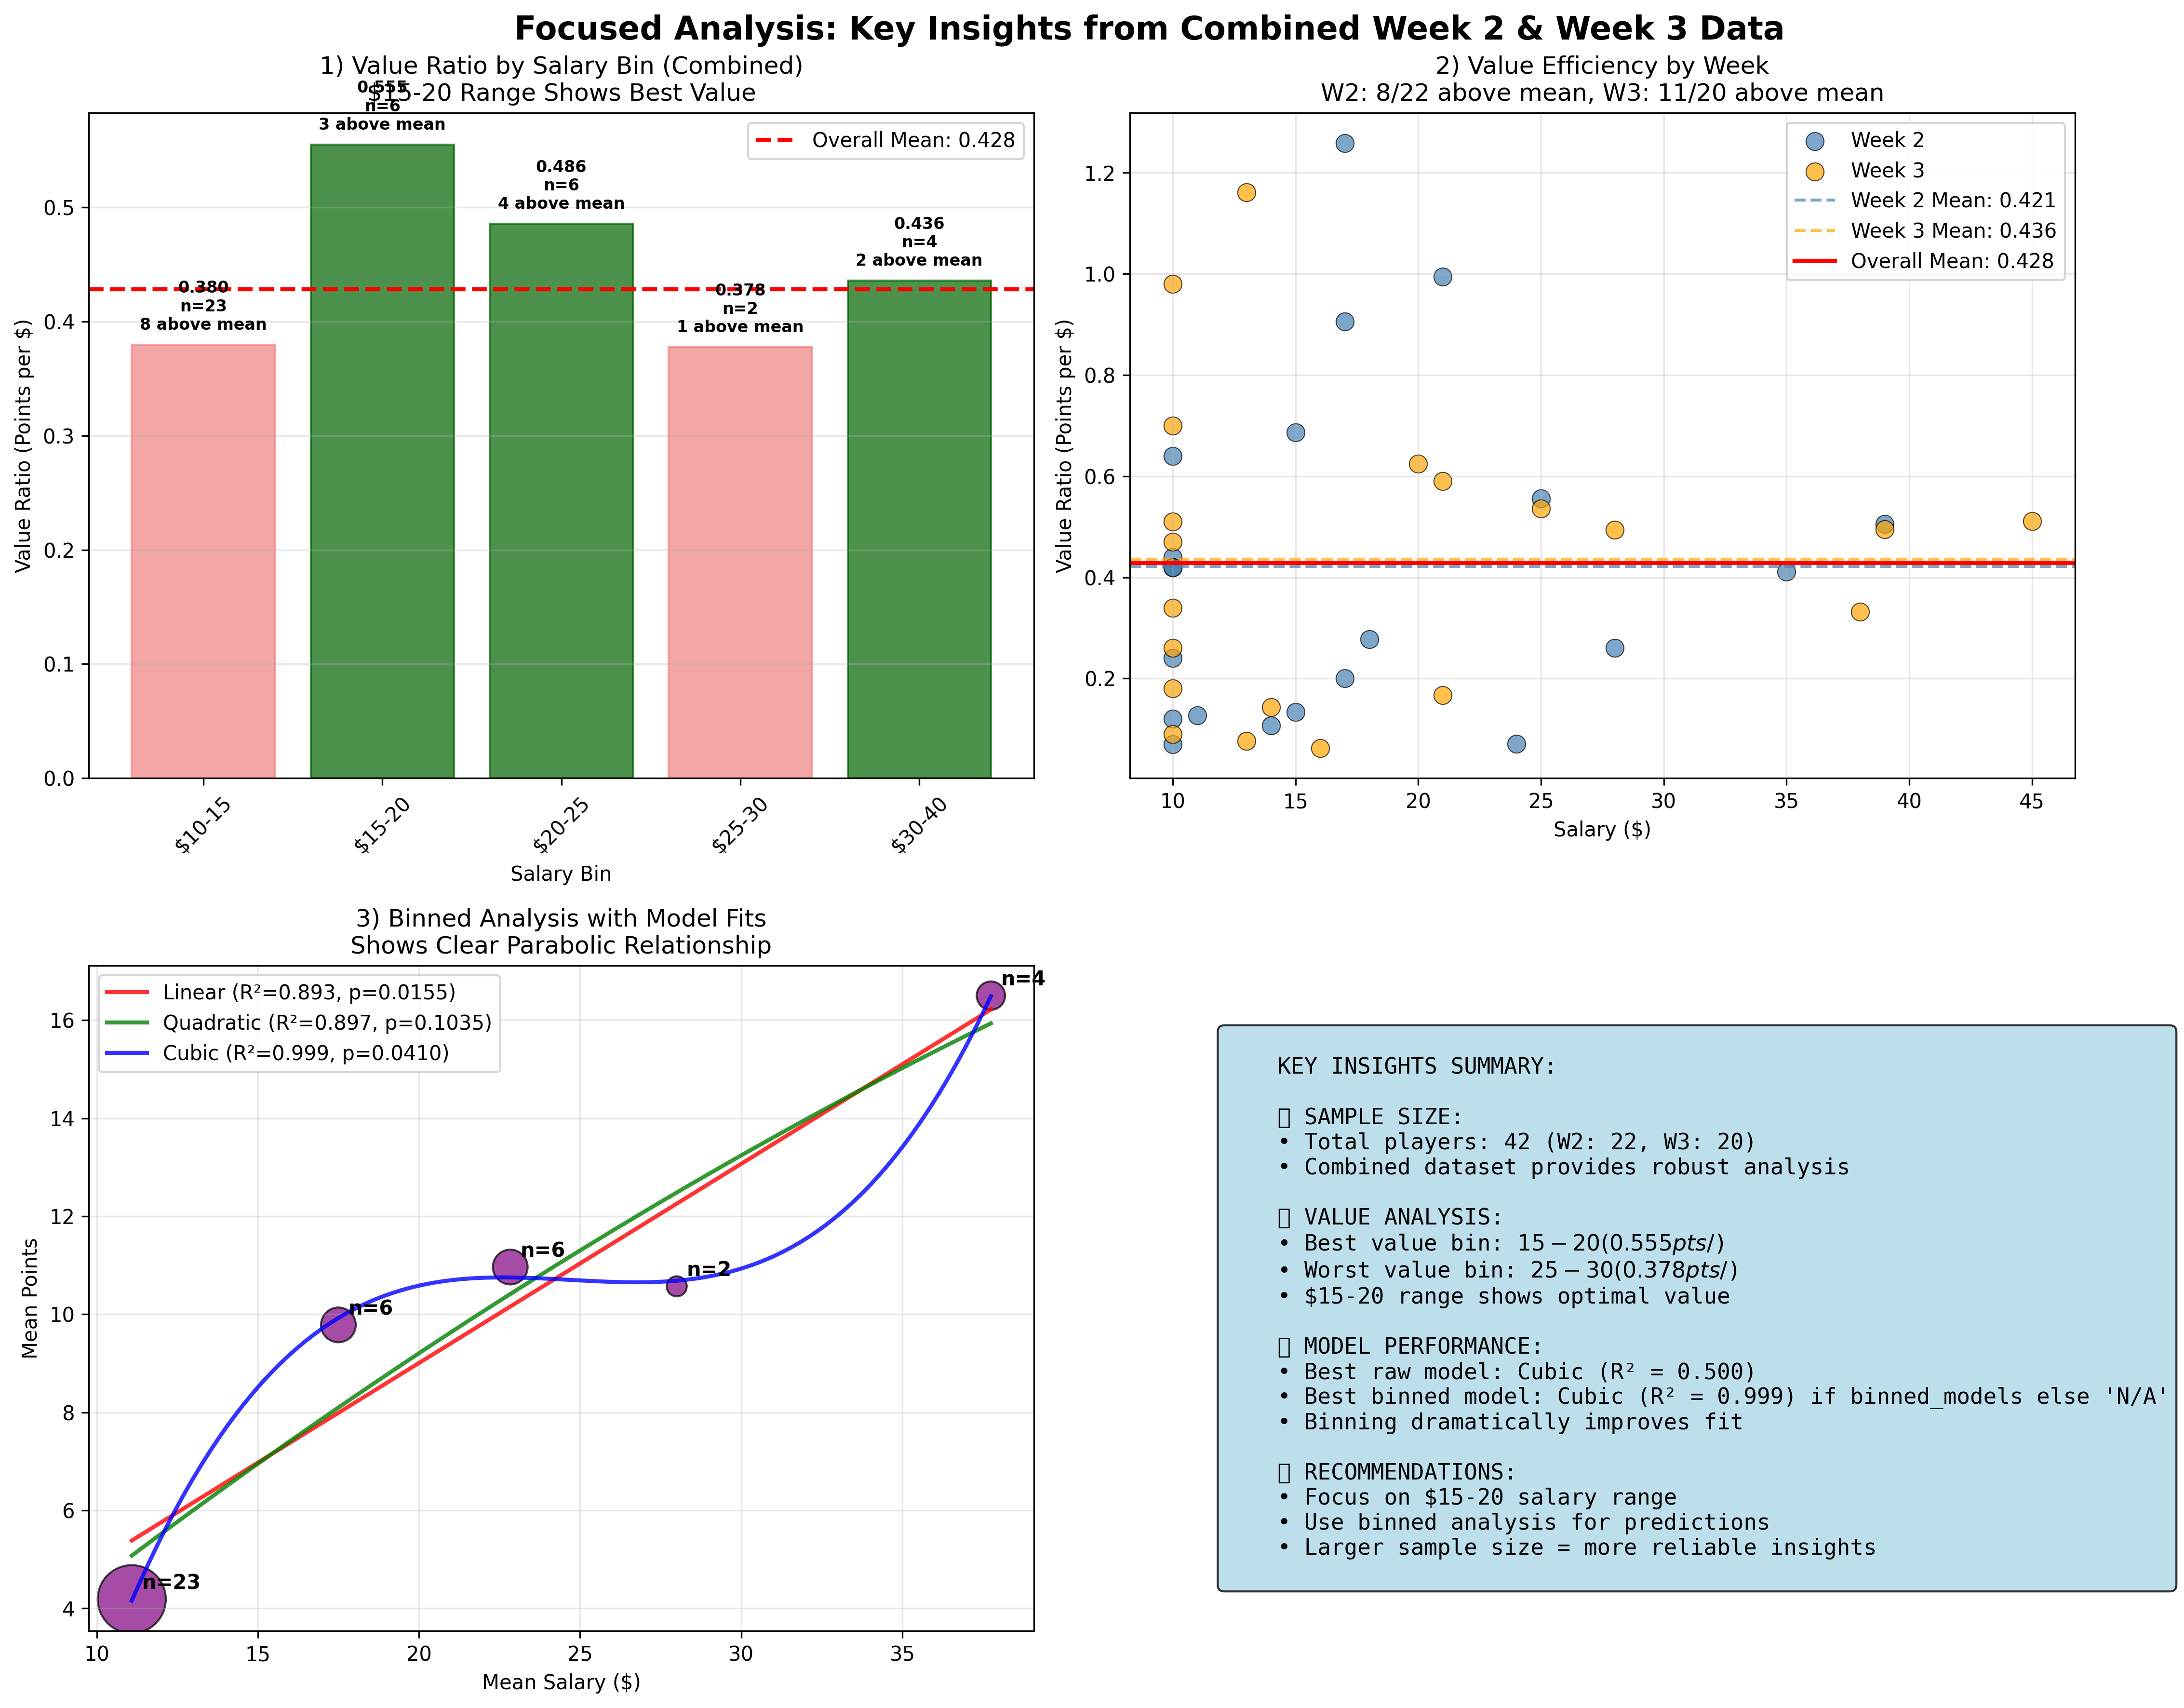 Focused Analysis: Key Insights from Combined Week 2 & Week 3 Data
1) Value Ratio by Salary Bin (Combined)
$15-20 Range Shows Best Value
0.555
n=6
3 above mean
0.486
n=6
4 above mean
0.436
n=4
2 above mean
0.380
n=23
8 above mean
0.378
n=2
1 above mean
Overall Mean: 0.428
Value Ratio (Points per $)
0.5
0.4
0.3
0.2
0.1
0.0
$10-15
$15-20
$20-25
$25-30
$30-40
Salary Bin
2) Value Efficiency by Week
W2: 8/22 above mean, W3: 11/20 above mean
Week 2
Week 3
Week 2 Mean: 0.421
Week 3 Mean: 0.436
Overall Mean: 0.428
Value Ratio (Points per $)
1.2
1.0
0.8
0.6
0.4
0.2
10 15 20 25 30 35 40 45
Salary ($)
3) Binned Analysis with Model Fits
Shows Clear Parabolic Relationship
Linear (R²=0.893, p=0.0155)
Quadratic (R²=0.897, p=0.1035)
Cubic (R²=0.999, p=0.0410)
n=4
n=6
n=2
n=6
n=23
Mean Points
16
14
12
10
8
6
4
10 15 20 25 30 35
Mean Salary ($)
KEY INSIGHTS SUMMARY:
SAMPLE SIZE:
• Total players: 42 (W2: 22, W3: 20)
• Combined dataset provides robust analysis
VALUE ANALYSIS:
• Best value bin: 15 − 20(0.555pts/)
• Worst value bin: 25 − 30(0.378pts/)
• $15-20 range shows optimal value
MODEL PERFORMANCE:
• Best raw model: Cubic (R² = 0.500)
• Best binned model: Cubic (R² = 0.999) if binned_models else 'N/A'
• Binning dramatically improves fit
RECOMMENDATIONS:
• Focus on $15-20 salary range
• Use binned analysis for predictions
• Larger sample size = more reliable insights